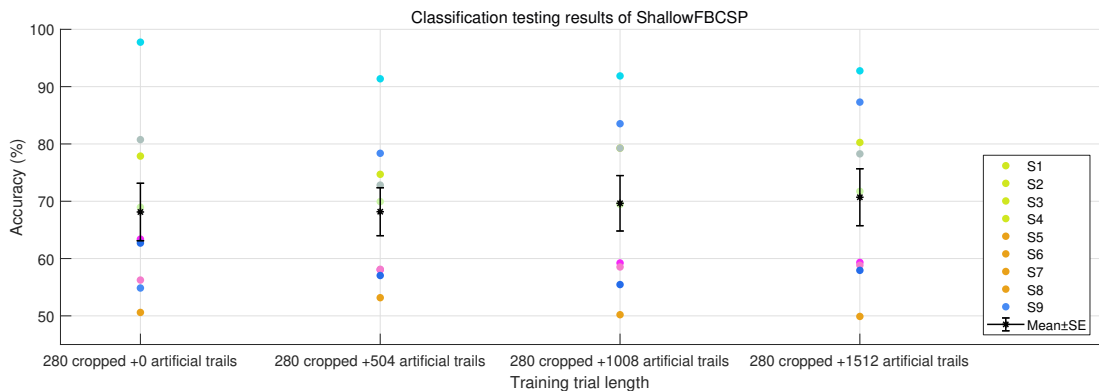 Classification testing results of ShallowFBCSP
100
90
80
70
60
50
Accuracy (%)
280 cropped +0 artificial trails
280 cropped +504 artificial trails
280 cropped +1008 artificial trails
280 cropped +1512 artificial trails
Training trial length
S1
S2
S3
S4
S5
S6
S7
S8
S9
Mean±SE